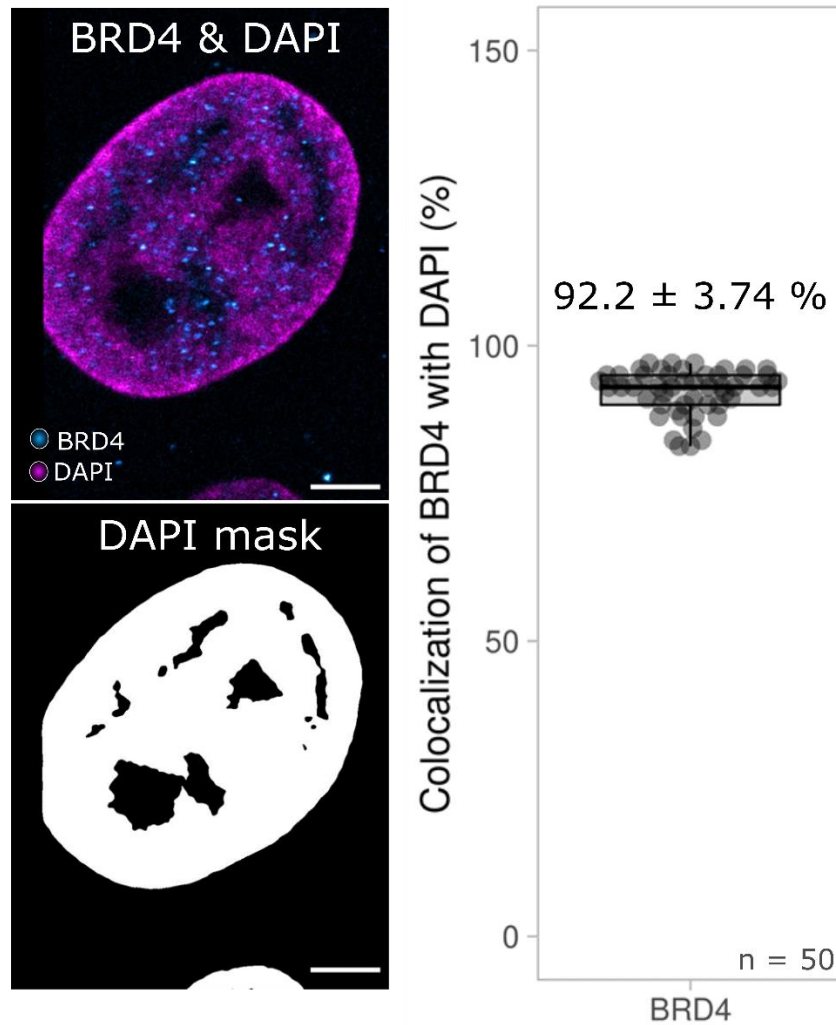 BRD4 & DAPI
BRD4
DAPI
DAPI mask
Colocalization of BRD4 with DAPI (%)
150
100
50
0
92.2 ± 3.74 %
n = 50
BRD4